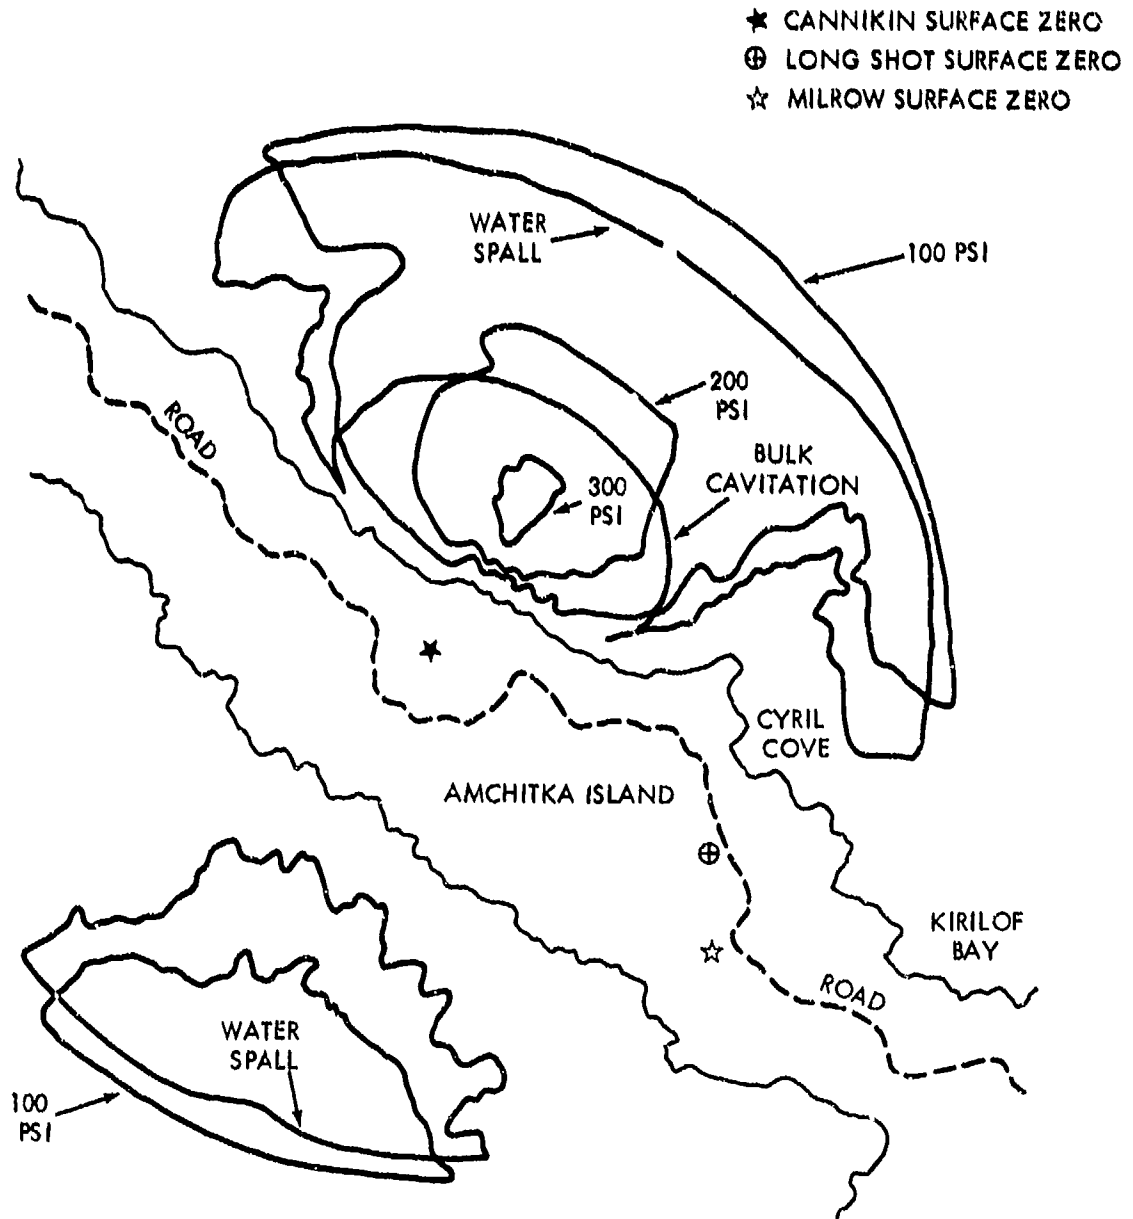 ★ CANNIKIN SURFACE ZERO
⊕ LONG SHOT SURFACE ZERO
☆ MILROW SURFACE ZERO
WATER
SPALL
100 PSI
200
PSI
ROAD
BULK
CAVITATION
300
PSI
CYRIL
COVE
AMCHITKA ISLAND
KIRILOF
BAY
ROAD
WATER
SPALL
100
PSI